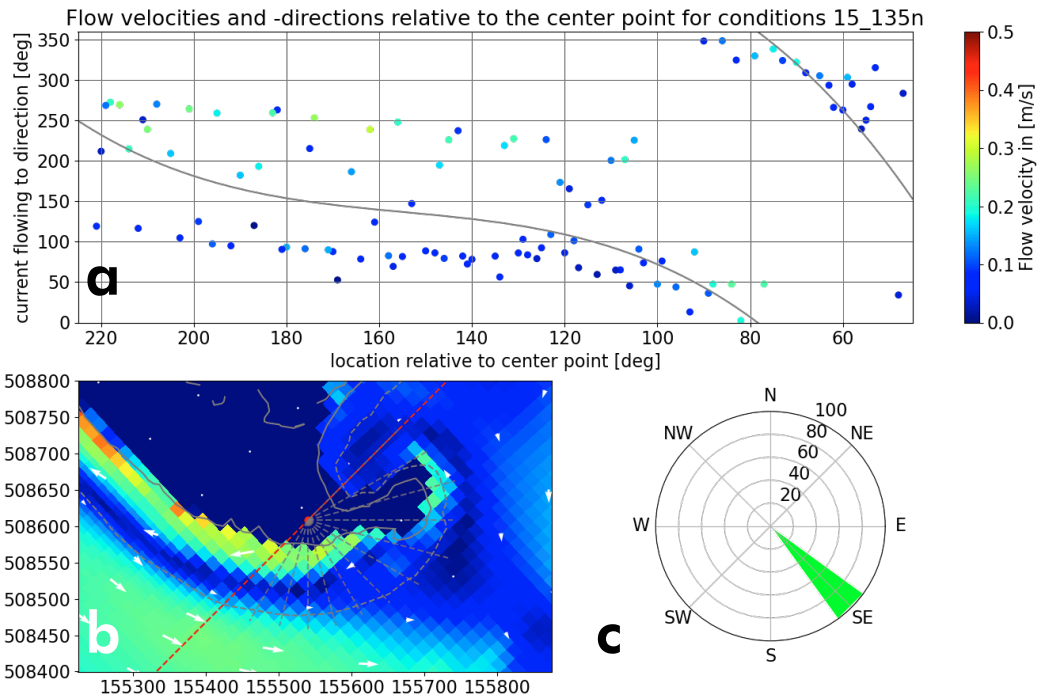 Flow velocities and -directions relative to the center point for conditions 15_135n
current flowing to direction [deg]
350
300
250
200
150
100
50
0
a
220 200 180 160 140 120 100 80 60
location relative to center point [deg]
0.5
0.4
0.3
0.2
0.1
0.0
Flow velocity in [m/s]
508800
508750
508700
508650
508600
508550
508500
508450
508400
b
155300 155400 155500 155600 155700 155800
c
N
NE
E
SE
S
SW
W
NW
100
80
60
40
20